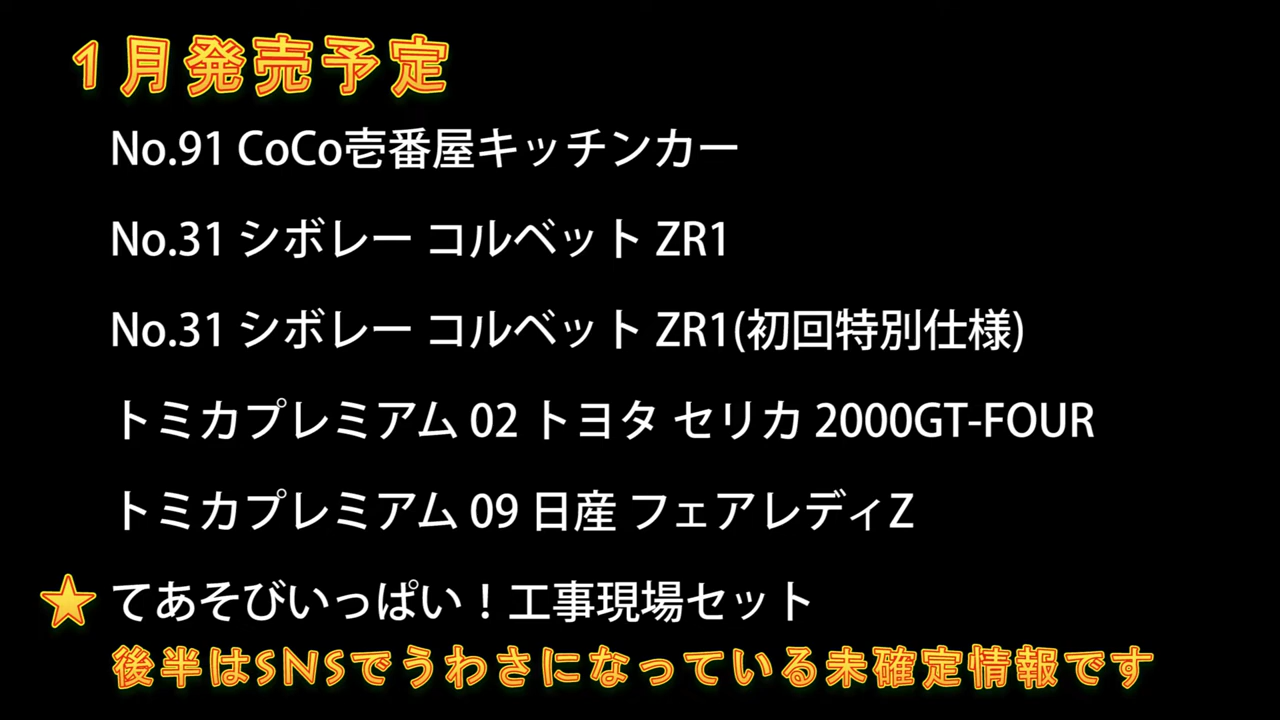 1月発売予定
No.91 CoCo壱番屋キッチンカー
No.31 シボレー コルベット ZR1
No.31 シボレー コルベット ZR1(初回特別仕様)
トミカプレミアム 02 トヨタ セリカ 2000GT-FOUR
トミカプレミアム 09 日産 フェアレディZ
てあそびいっぱい！工事現場セット
後半はSNSでうわさになっている未確定情報です